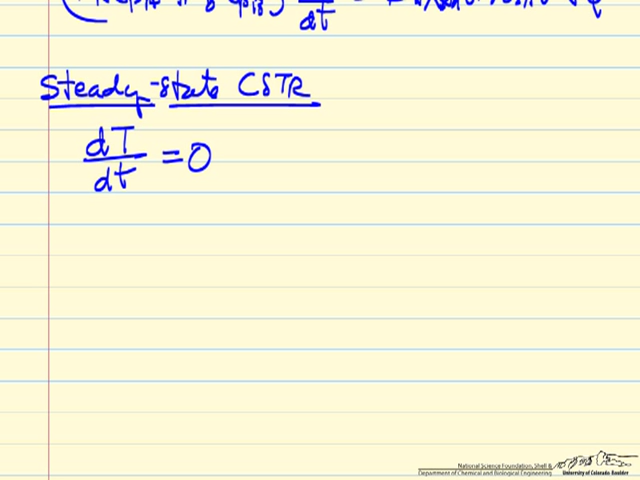 dt =
Steady-state CSTR
dT/dt = 0
National Science Foundation, Shell &
Department of Chemical and Biological Engineering
University of Colorado Boulder